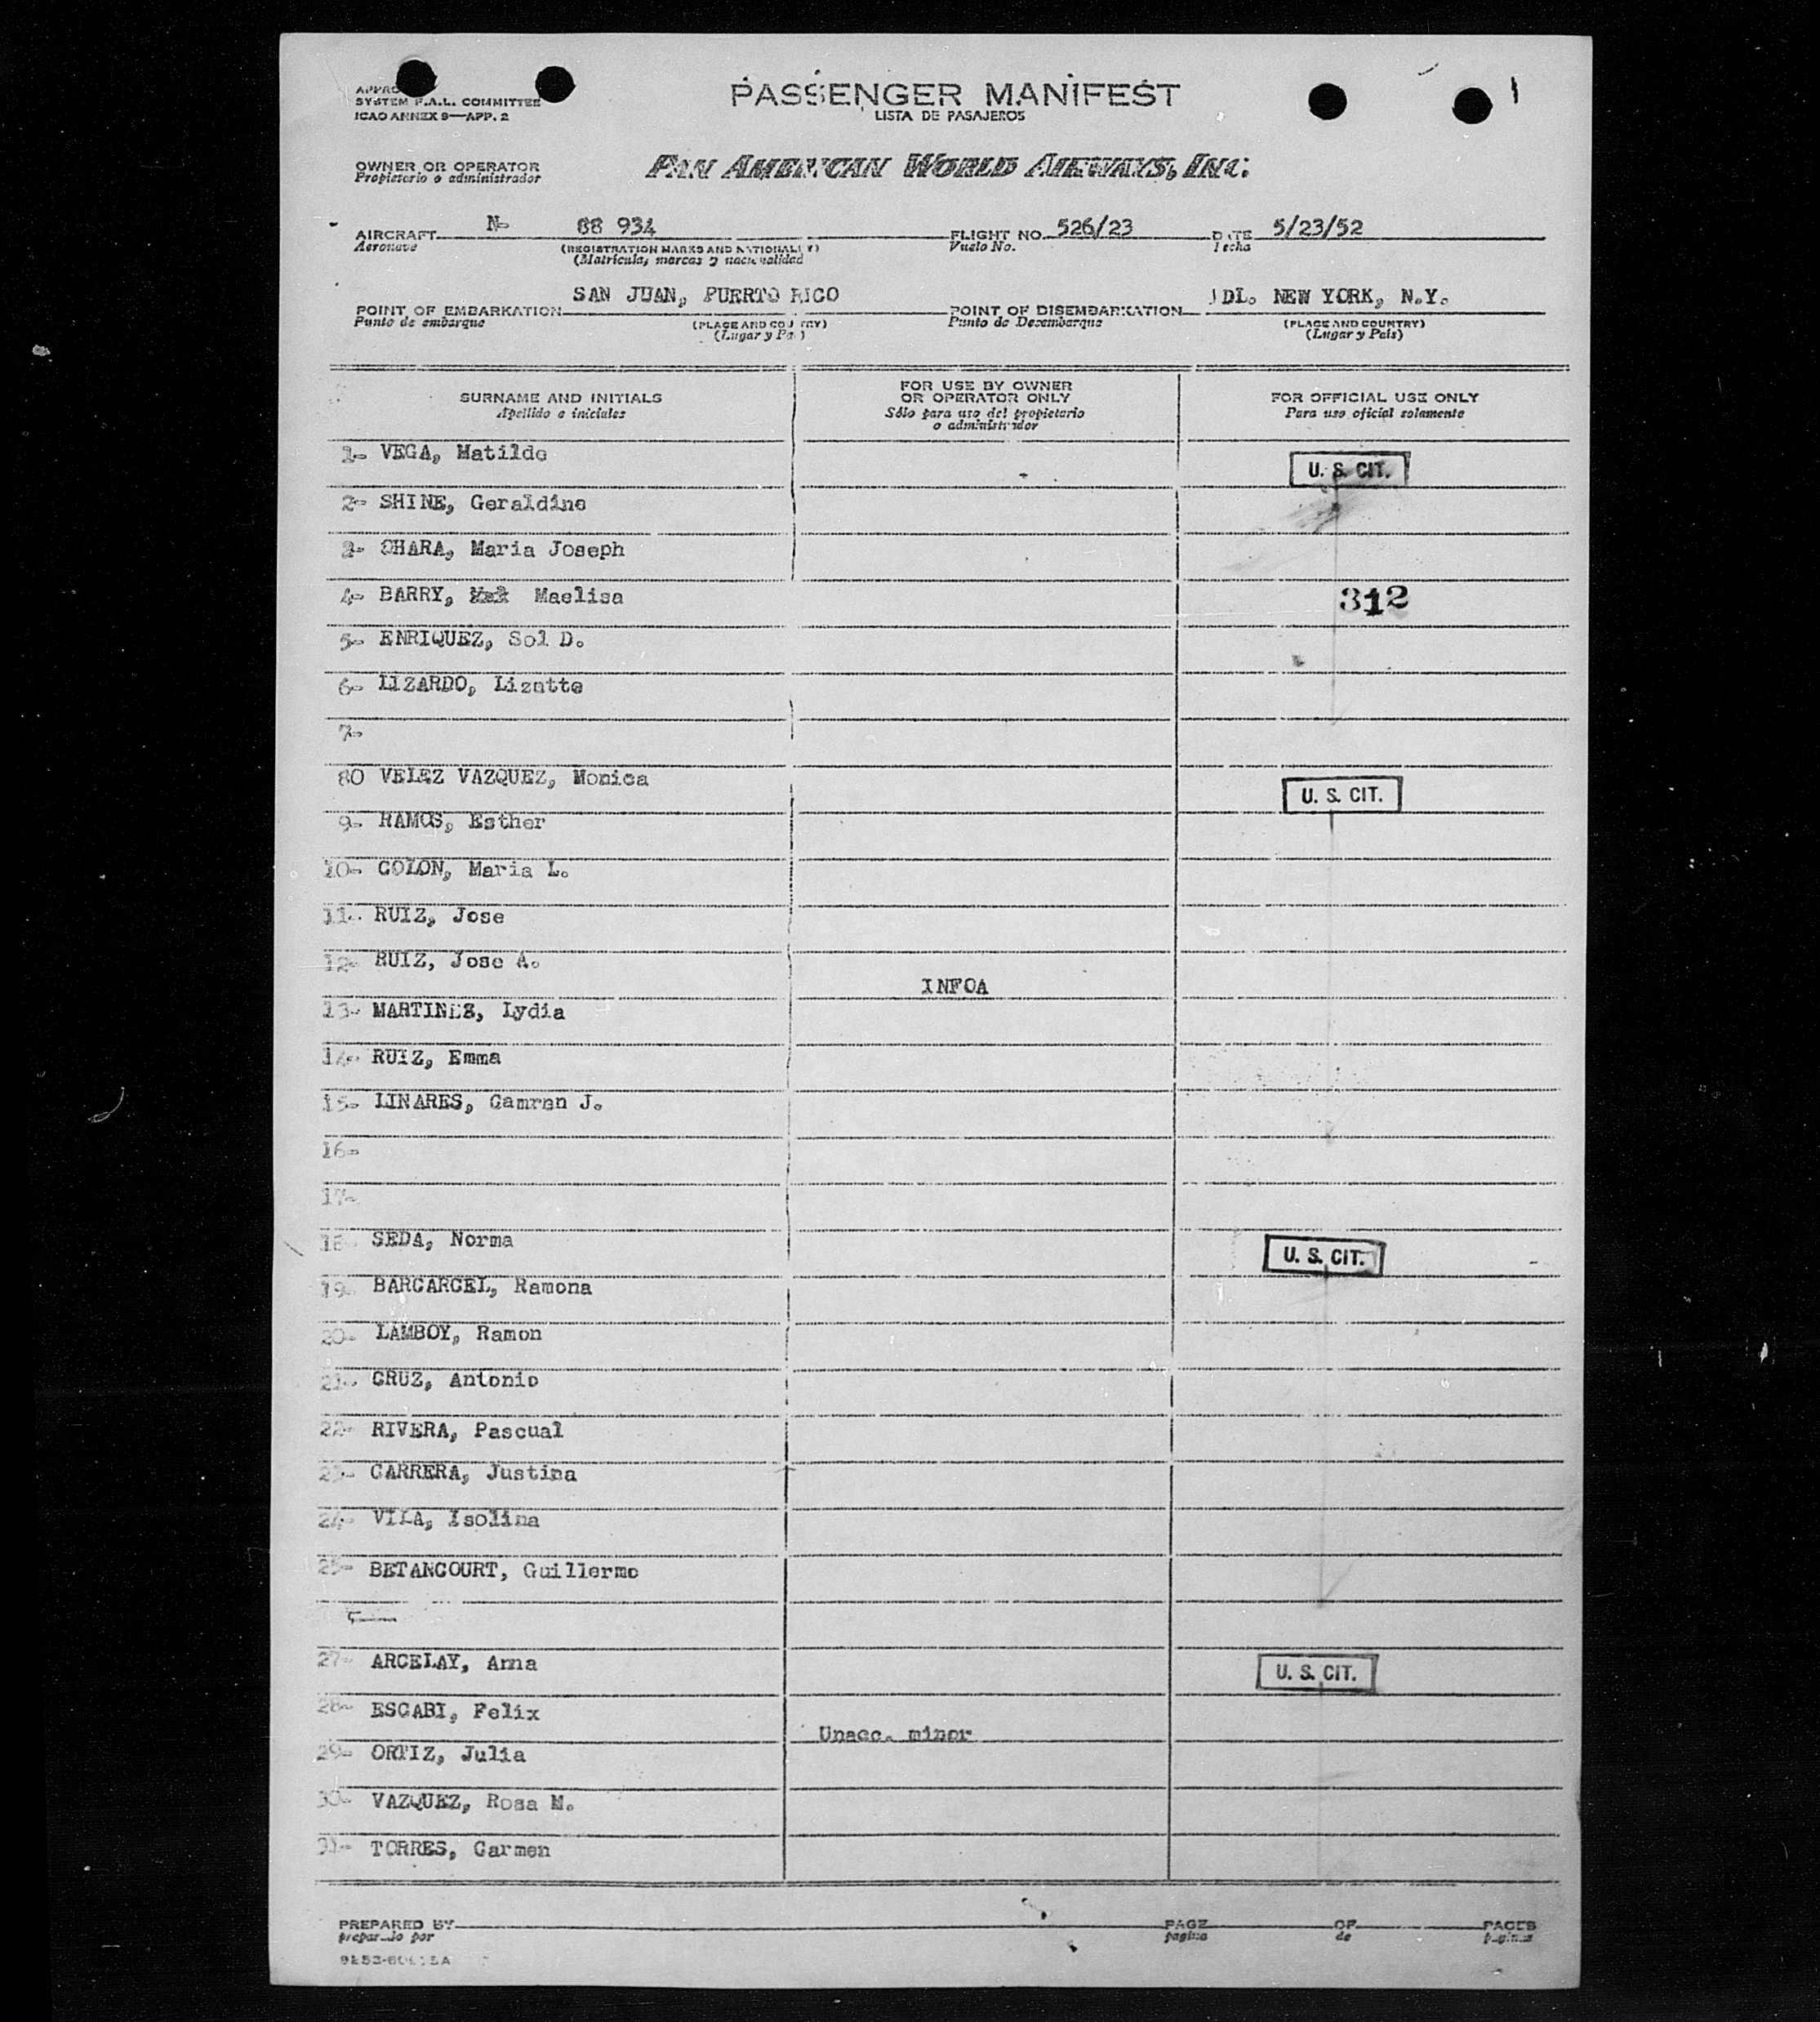 PASSENGER MANIFEST
LISTA DE PASAJEROS
SYSTEM F.A.L. COMMITTEE
ICAO ANNEX 9—APP. 2
OWNER OR OPERATOR
Propietario o administrador
PAN AMERICAN WORLD AIRWAYS, INC.
AIRCRAFT N- 88 934 FLIGHT NO. 526/23 DATE 5/23/52
Aeronave (REGISTRATION MARKS AND NATIONALITY) Vuelo No. Fecha
(Matricula, marcas y nacionalidad
POINT OF EMBARKATION SAN JUAN, PUERTO RICO POINT OF DISEMBARKATION IDL. NEW YORK, N.Y.
Punto de embarque (PLACE AND COUNTRY) Punto de Desembarque (PLACE AND COUNTRY)
(Lugar y Pais) (Lugar y Pais)
SURNAME AND INITIALS FOR USE BY OWNER OR OPERATOR ONLY FOR OFFICIAL USE ONLY
Apellido e iniciales Sólo para uso del propietario o administrador Para uso oficial solamente
1- VEGA, Matilde U. S. CIT.
2- SHINE, Geraldine
3- OHARA, Maria Joseph
4- BARRY, Maelisa 312
5- ENRIQUEZ, Sol D.
6- LIZARDO, Lizette
7-
80 VELEZ VAZQUEZ, Monica U. S. CIT.
9- RAMOS, Esther
10- COLON, Maria L.
11- RUIZ, Jose
12- RUIZ, Jose A.
INFOA
13- MARTINEZ, Lydia
14- RUIZ, Emma
15- LINARES, Camren J.
16-
17-
18- SEDA, Norma U. S. CIT.
19- BARCARCEL, Ramona
20- LAMBOY, Ramon
21- CRUZ, Antonio
22- RIVERA, Pascual
23- CARRERA, Justina
24- VILA, Isolina
25- BETANCOURT, Guillermo
27- ARCELAY, Anna U. S. CIT.
28- ESCABI, Felix
Unacc. minor
29- ORTIZ, Julia
30- VAZQUEZ, Rosa M.
31- TORRES, Carmen
PREPARED BY PAGE OF PAGES
preparado por pagina de paginas